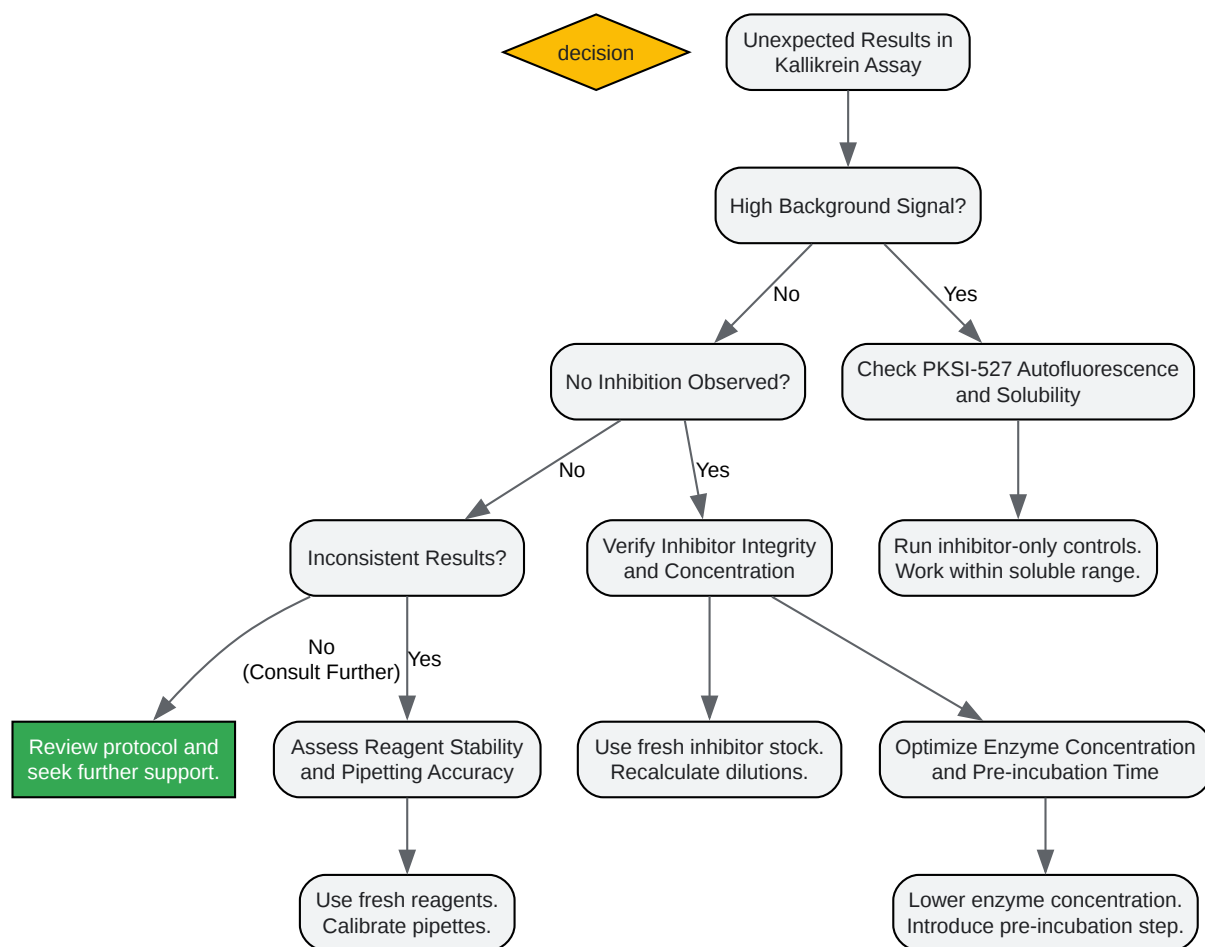 decision
Unexpected Results in
Kallikrein Assay
High Background Signal?
No
Yes
No Inhibition Observed?
Check PKSI-527 Autofluorescence
and Solubility
No
Yes
Inconsistent Results?
Verify Inhibitor Integrity
and Concentration
Run inhibitor-only controls.
Work within soluble range.
No
(Consult Further)
Yes
Review protocol and
seek further support.
Assess Reagent Stability
and Pipetting Accuracy
Use fresh inhibitor stock.
Recalculate dilutions.
Optimize Enzyme Concentration
and Pre-incubation Time
Use fresh reagents.
Calibrate pipettes.
Lower enzyme concentration.
Introduce pre-incubation step.